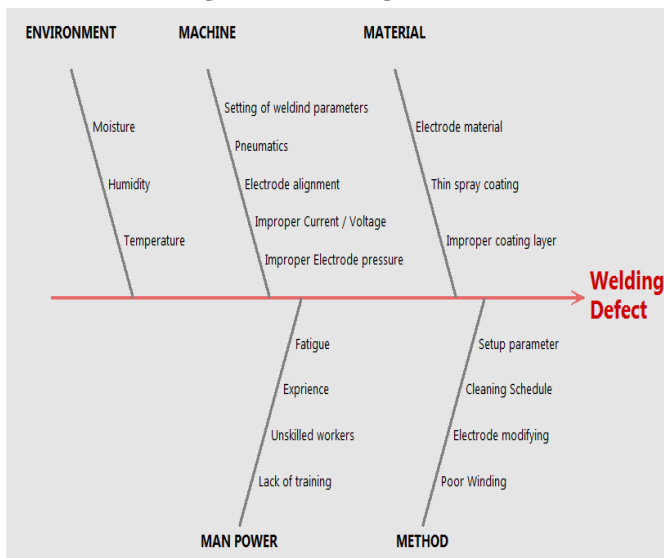 ENVIRONMENT
MACHINE
MATERIAL
Moisture
Humidity
Temperature
Setting of weldind parameters
Pneumatics
Electrode alignment
Improper Current / Voltage
Improper Electrode pressure
Electrode material
Thin spray coating
Improper coating layer
Welding
Defect
Fatigue
Exprience
Unskilled workers
Lack of training
Setup parameter
Cleaning Schedule
Electrode modifying
Poor Winding
MAN POWER
METHOD